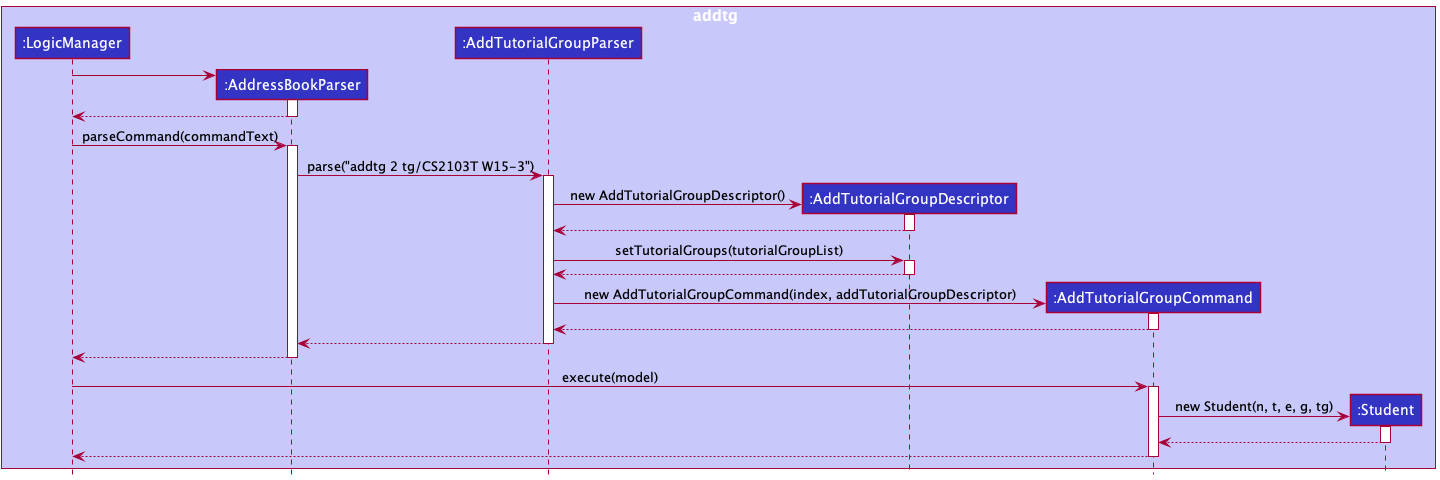 addtg
:LogicManager
:AddTutorialGroupParser
:AddressBookParser
parseCommand(commandText)
parse("addtg 2 tg/CS2103T W15-3")
new AddTutorialGroupDescriptor()
:AddTutorialGroupDescriptor
setTutorialGroups(tutorialGroupList)
new AddTutorialGroupCommand(index, addTutorialGroupDescriptor)
:AddTutorialGroupCommand
execute(model)
new Student(n, t, e, g, tg)
:Student